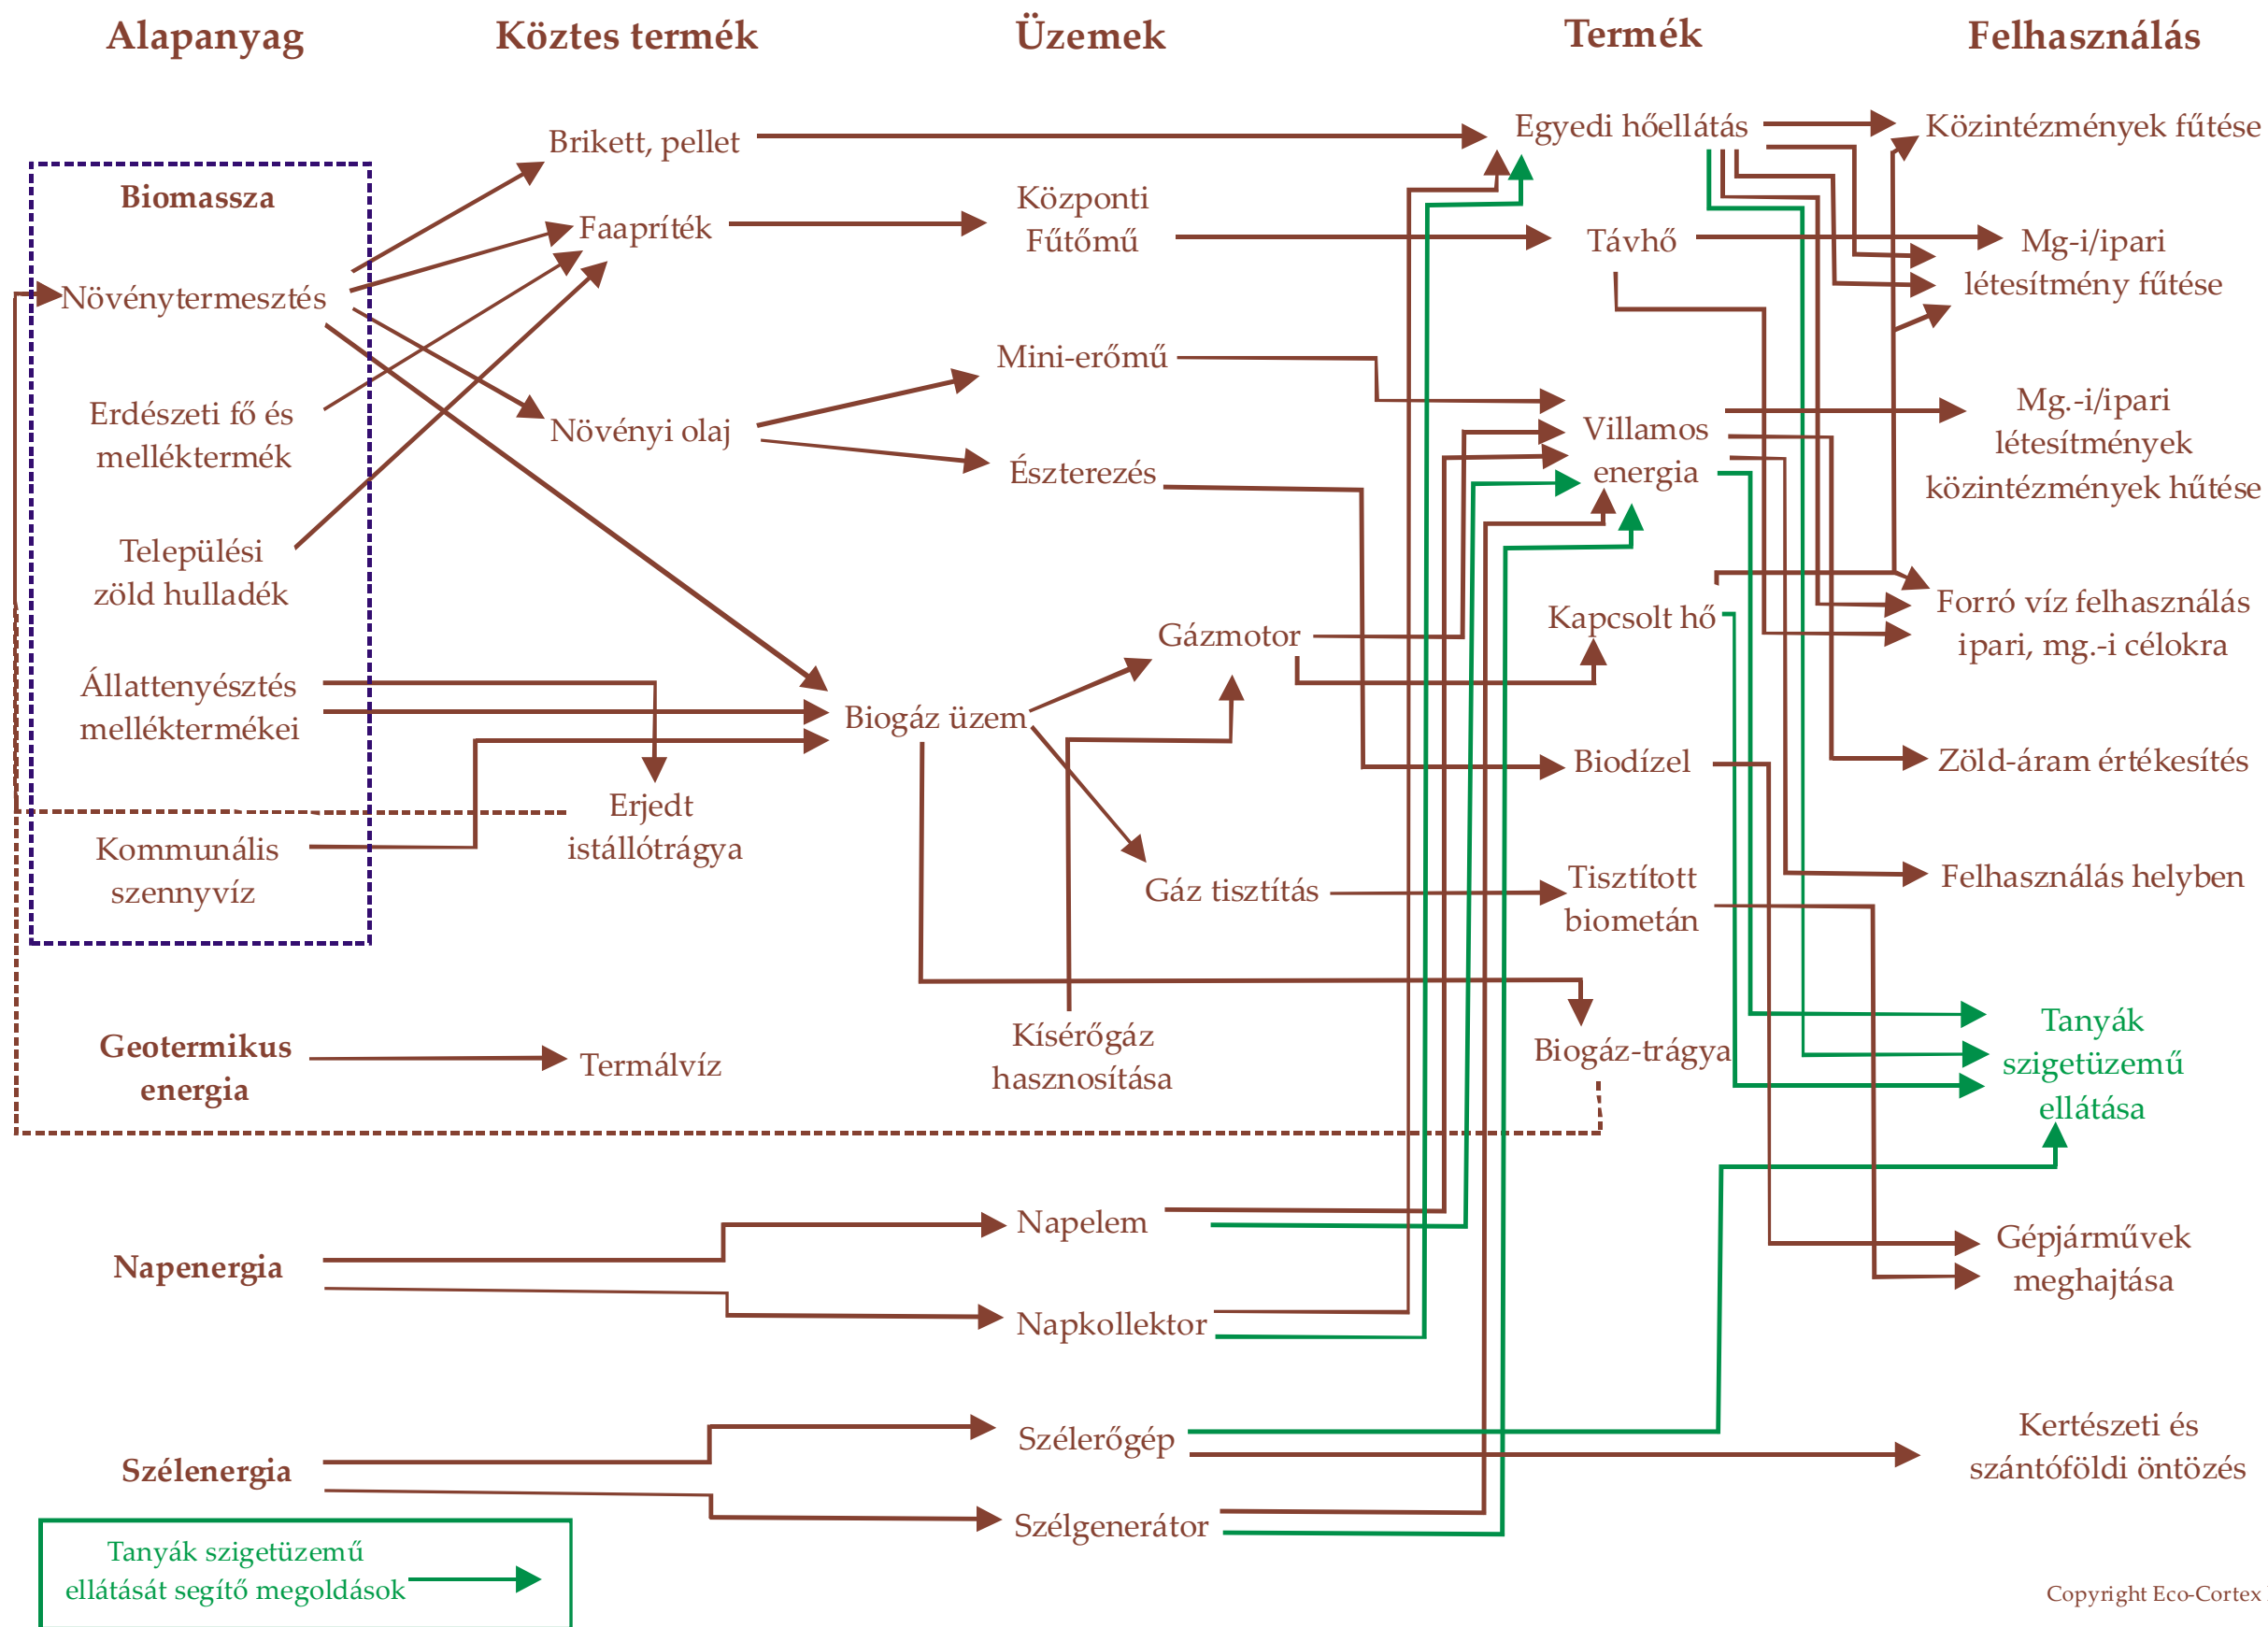 Alapanyag
Köztes termék
Üzemek
Termék
Felhasználás
Biomassza
Növénytermesztés
Erdészeti fő és
melléktermék
Települési
zöld hulladék
Állattenyésztés
melléktermékei
Kommunális
szennyvíz
Geotermikus
energia
Napenergia
Szélenergia
Brikett, pellet
Faapríték
Növényi olaj
Erjedt
istállótrágya
Termálvíz
Központi
Fűtőmű
Mini-erőmű
Észterezés
Gázmotor
Biogáz üzem
Gáz tisztítás
Kísérőgáz
hasznosítása
Napelem
Napkollektor
Szélerőgép
Szélgenerátor
Egyedi hőellátás
Távhő
Villamos
energia
Kapcsolt hő
Biodízel
Tisztított
biometán
Biogáz-trágya
Közintézmények fűtése
Mg-i/ipari
létesítmény fűtése
Mg.-i/ipari
létesítmények
közintézmények hűtése
Forró víz felhasználás
ipari, mg.-i célokra
Zöld-áram értékesítés
Felhasználás helyben
Tanyák
szigetüzemű
ellátása
Gépjárművek
meghajtása
Kertészeti és
szántóföldi öntözés
Tanyák szigetüzemű
ellátását segítő megoldások
Copyright Eco-Cortex